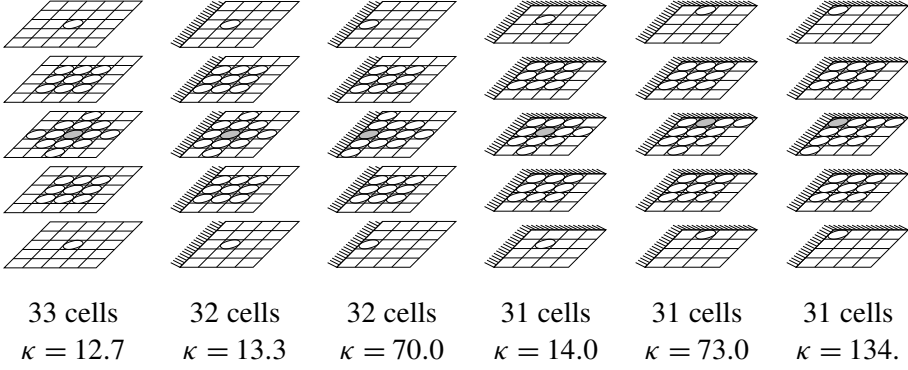 33 cells 32 cells 32 cells 31 cells 31 cells 31 cells
κ = 12.7 κ = 13.3 κ = 70.0 κ = 14.0 κ = 73.0 κ = 134.